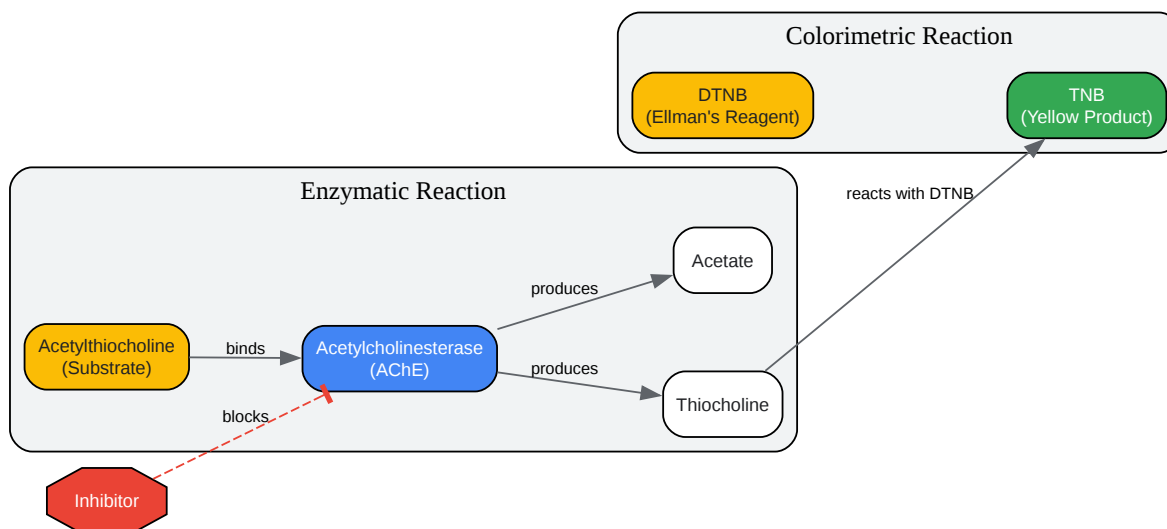 Colorimetric Reaction
DTNB
(Ellman's Reagent)
TNB
(Yellow Product)
reacts with DTNB
Enzymatic Reaction
Acetate
produces
Acetylthiocholine
(Substrate)
binds
Acetylcholinesterase
(AChE)
produces
Thiocholine
blocks
Inhibitor